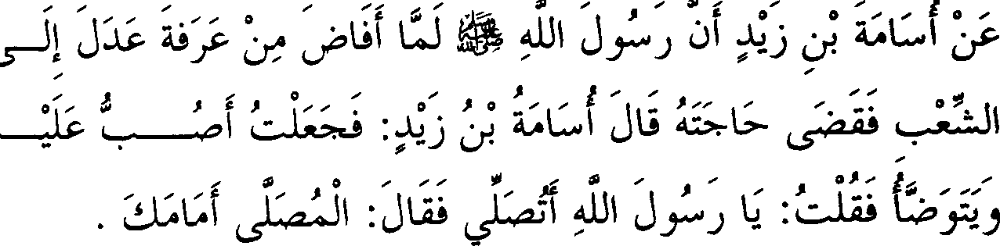 عَنْ أُسَامَةَ بْنِ زَيْدٍ أَنَّ رَسُولَ اللَّهِ ﷺ لَمَّا أَفَاضَ مِنْ عَرَفَةَ عَدَلَ إِلَى
الشِّعْبِ فَقَضَى حَاجَتَهُ قَالَ أُسَامَةُ بْنُ زَيْدٍ: فَجَعَلْتُ أَصُبُّ عَلَيْـ
وَيَتَوَضَّأُ فَقُلْتُ: يَا رَسُولَ اللَّهِ أَتُصَلِّي فَقَالَ: الْمُصَلَّى أَمَامَكَ .